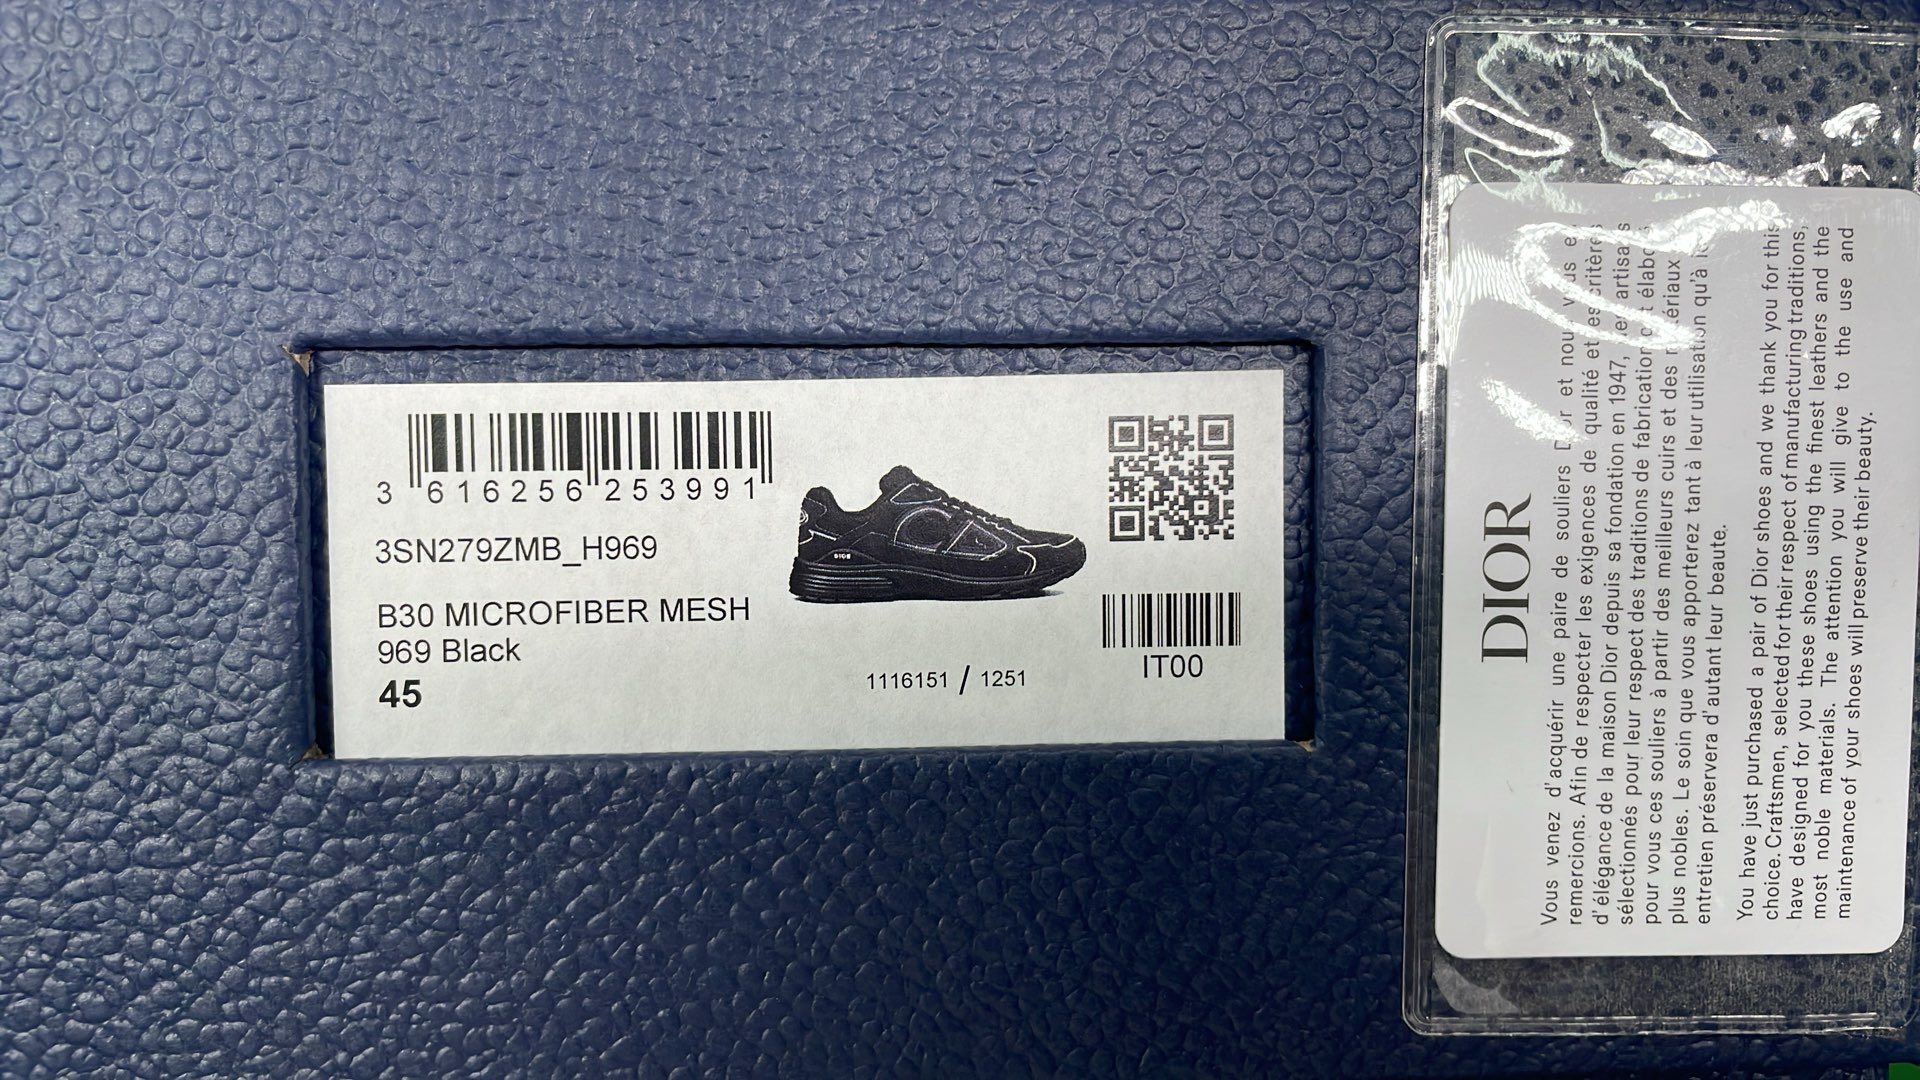 3 616256 253991
3SN279ZMB_H969
B30 MICROFIBER MESH
969 Black
45
1116151 / 1251
IT00
DIOR
Vous venez d'acquérir une paire de souliers Dior et nous vous en
remercions. Afin de respecter les exigences de qualité et les critères
d'élégance de la maison Dior depuis sa fondation en 1947, les artisans
sélectionnés pour leur respect des traditions de fabrication ont élaboré
pour vous ces souliers à partir des meilleurs cuirs et des matériaux les
plus nobles. Le soin que vous apporterez tant à leur utilisation qu'à leur
entretien préservera d'autant leur beauté.
You have just purchased a pair of Dior shoes and we thank you for this
choice. Craftsmen, selected for their respect of manufacturing traditions,
have designed for you these shoes using the finest leathers and the
most noble materials. The attention you will give to the use and
maintenance of your shoes will preserve their beauty.